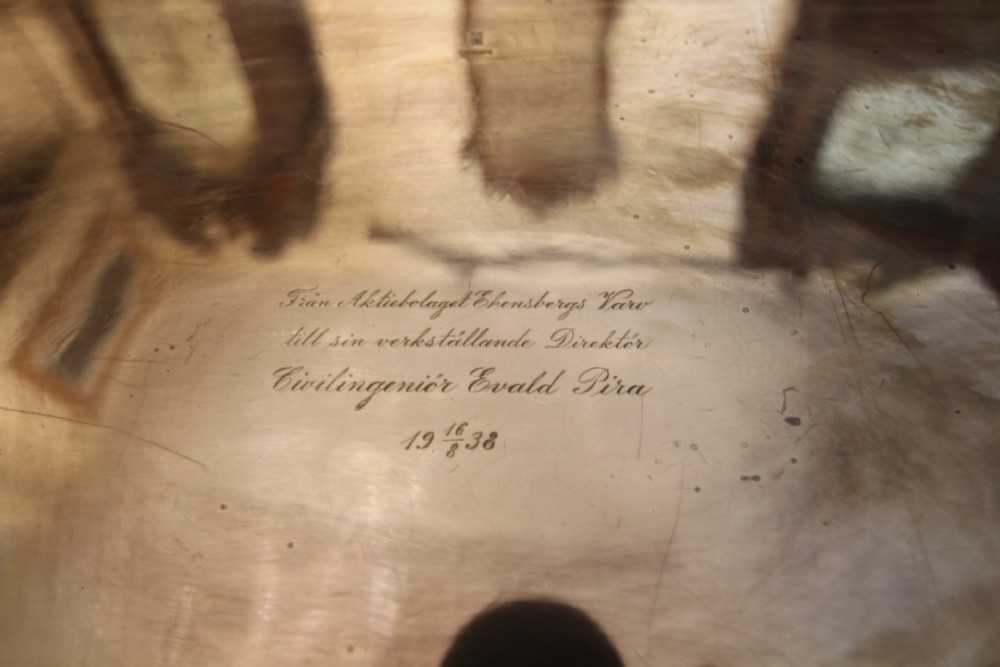 Från Aktiebolaget Ekensbergs Varv
till sin verkställande Direktör
Civilingeniör Evald Pira
19 16/8 38